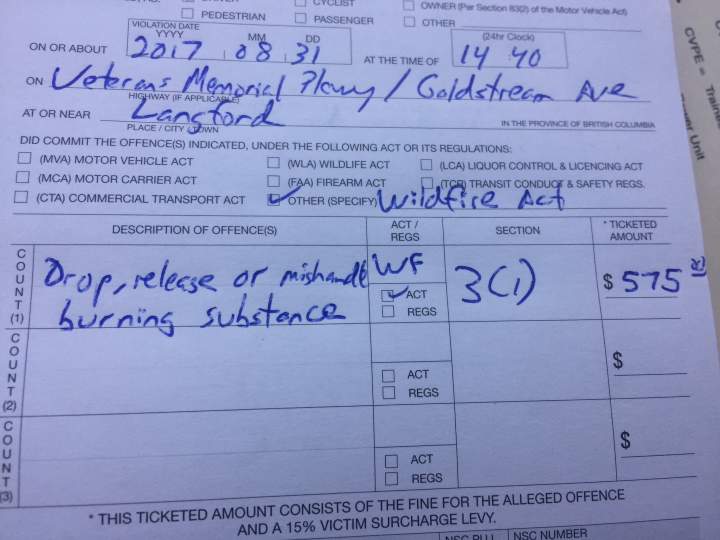 CYCLIST
OWNER (Per Section 83(2) of the Motor Vehicle Act)
PEDESTRIAN
PASSENGER
OTHER
VIOLATION DATE
YYYY MM DD
(24hr Clock)
ON OR ABOUT 2017 08 31 AT THE TIME OF 14 40
ON Veterans Memorial Pkwy / Goldstream Ave
HIGHWAY (IF APPLICABLE)
AT OR NEAR Langford
PLACE / CITY / TOWN
IN THE PROVINCE OF BRITISH COLUMBIA
DID COMMIT THE OFFENCE(S) INDICATED, UNDER THE FOLLOWING ACT OR ITS REGULATIONS:
(MVA) MOTOR VEHICLE ACT (WLA) WILDLIFE ACT (LCA) LIQUOR CONTROL & LICENCING ACT
(MCA) MOTOR CARRIER ACT (FAA) FIREARM ACT (TCR) TRANSIT CONDUCT & SAFETY REGS.
(CTA) COMMERCIAL TRANSPORT ACT OTHER (SPECIFY) Wildfire Act
DESCRIPTION OF OFFENCE(S) ACT / REGS SECTION * TICKETED AMOUNT
COUNT (1)
Drop, release or mishandle WF 3(1) $ 575
burning substance
ACT
REGS
COUNT (2)
$
ACT
REGS
COUNT (3)
$
ACT
REGS
* THIS TICKETED AMOUNT CONSISTS OF THE FINE FOR THE ALLEGED OFFENCE
AND A 15% VICTIM SURCHARGE LEVY.
NSC NUMBER
CVPE =
Unit